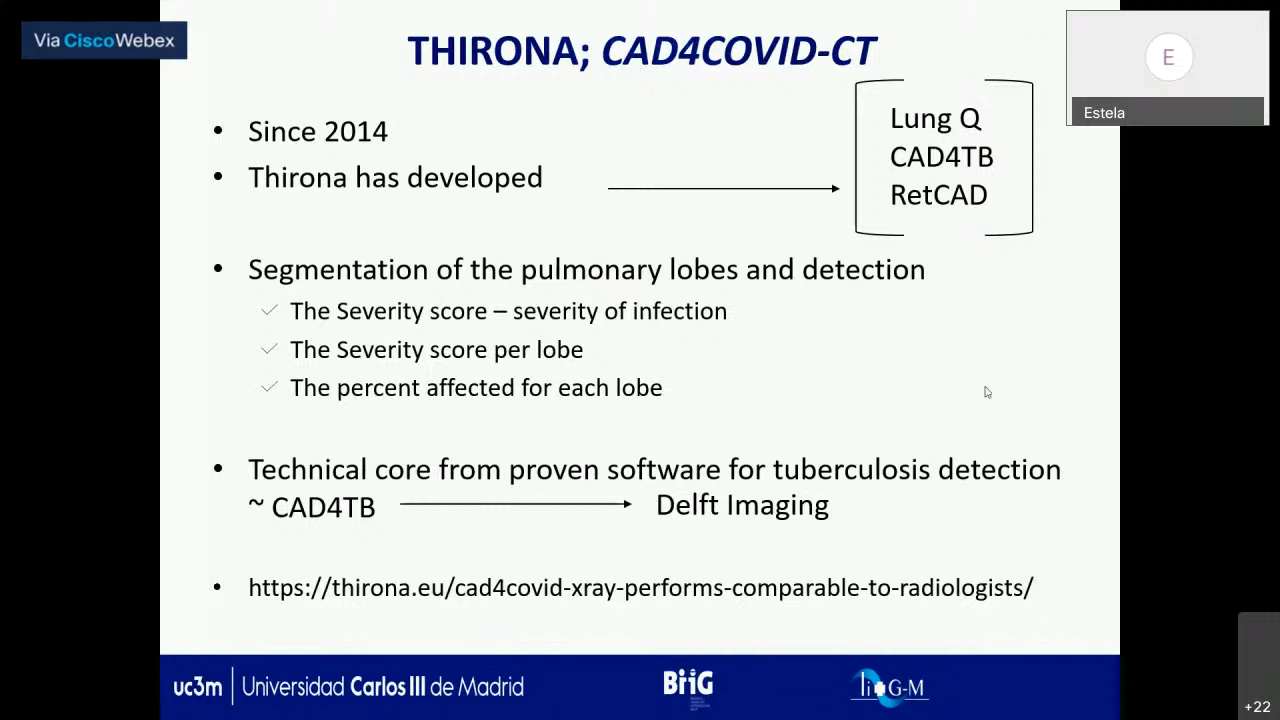 Via Cisco Webex
THIRONA; CAD4COVID-CT
E
Estela
• Since 2014
• Thirona has developed
Lung Q
CAD4TB
RetCAD
• Segmentation of the pulmonary lobes and detection
✓ The Severity score – severity of infection
✓ The Severity score per lobe
✓ The percent affected for each lobe
• Technical core from proven software for tuberculosis detection
~ CAD4TB
Delft Imaging
• https://thirona.eu/cad4covid-xray-performs-comparable-to-radiologists/
uc3m | Universidad Carlos III de Madrid
BiiG
G-M
+22